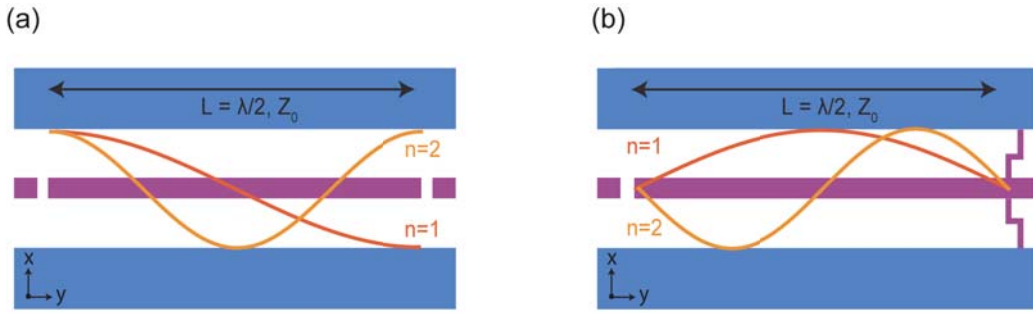 (a)
L = λ/2, Z₀
n=2
n=1
x
y
(b)
L = λ/2, Z₀
n=1
n=2
x
y